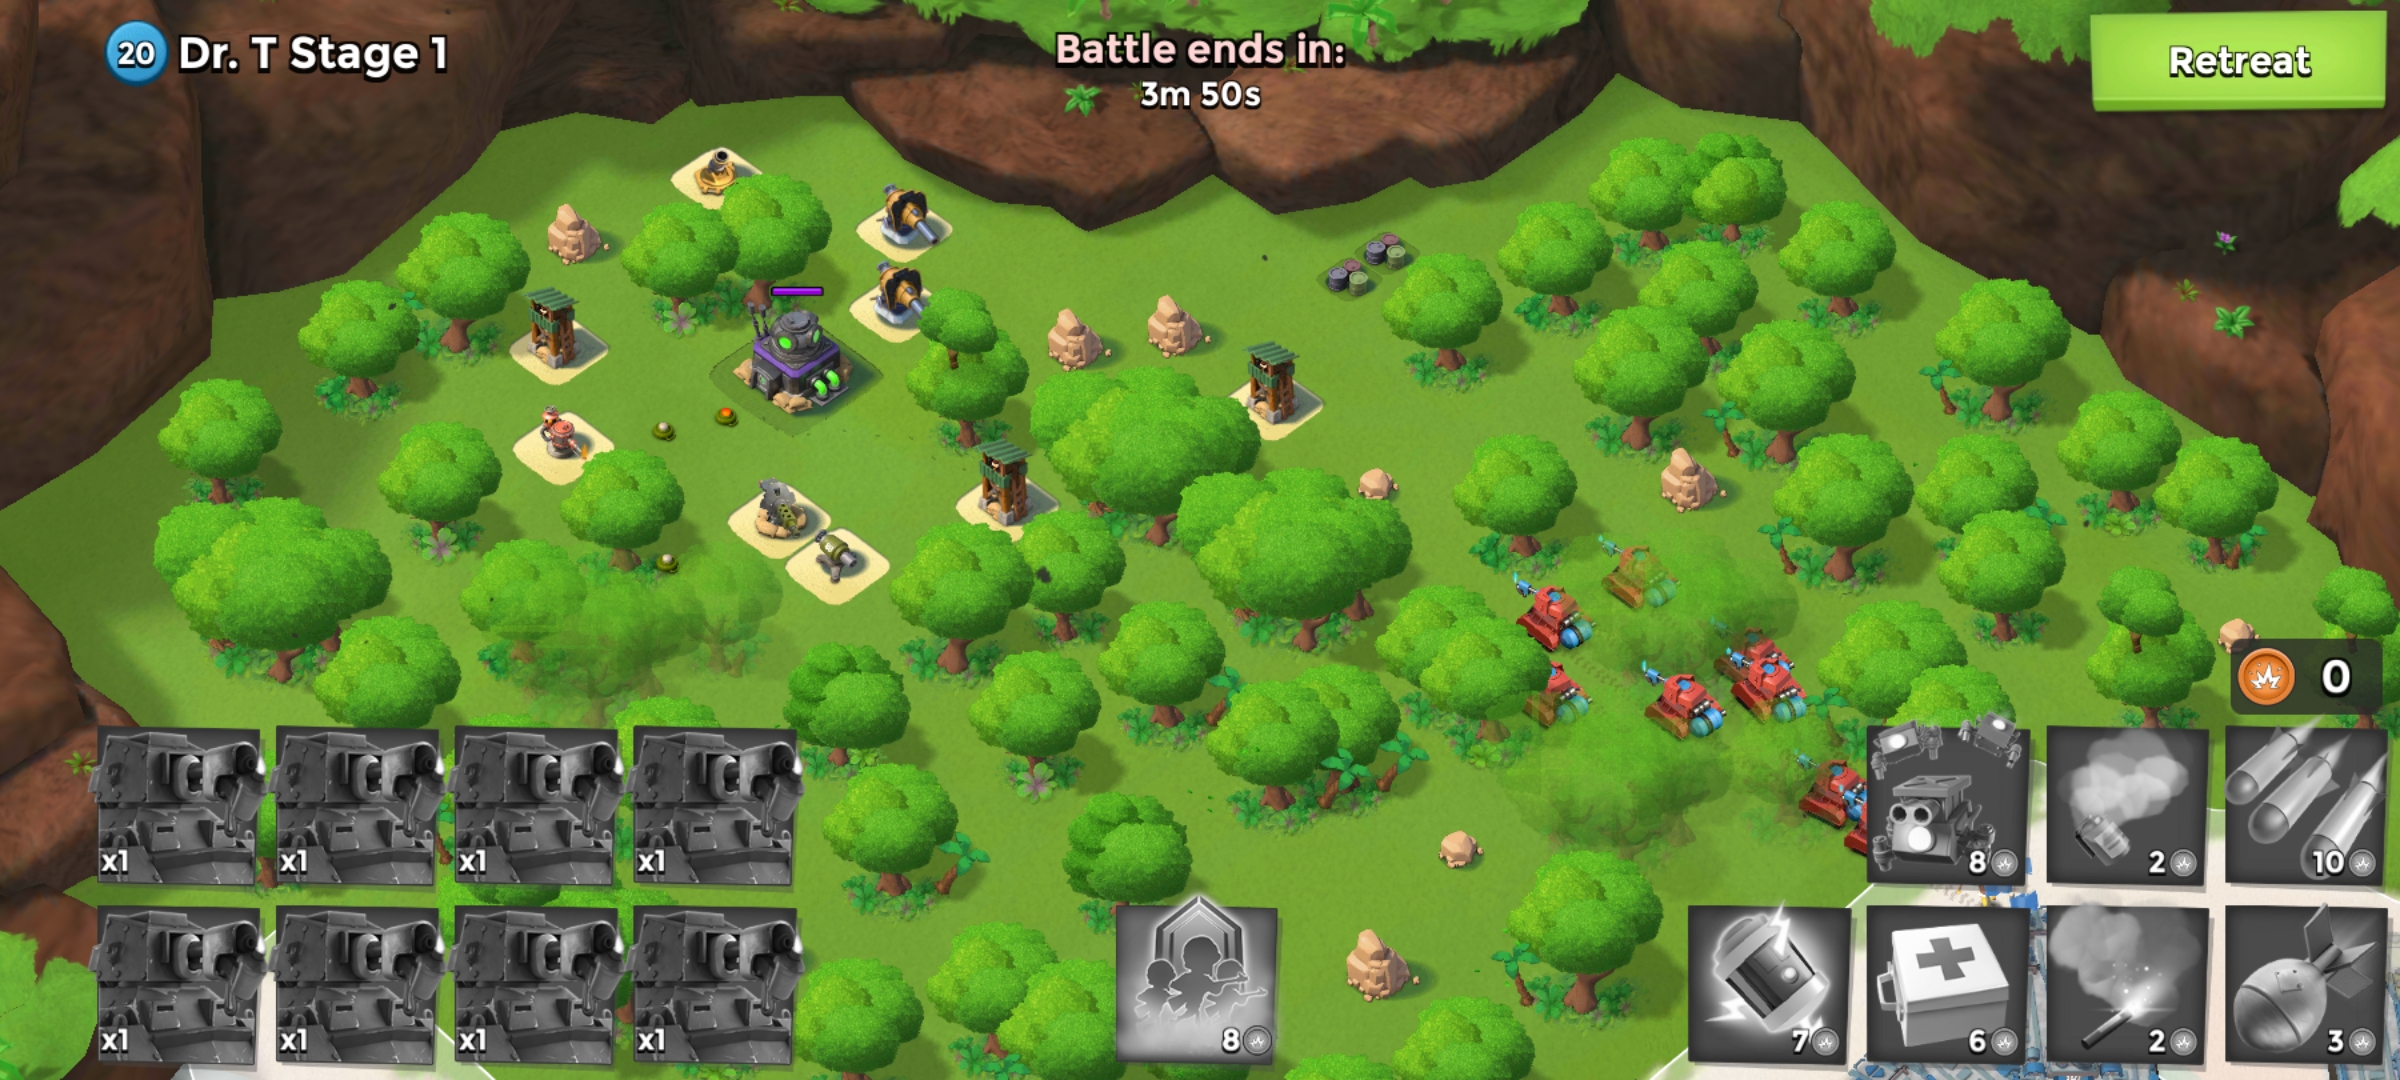 20 Dr. T Stage 1
Battle ends in:
3m 50s
Retreat
0
x1 x1 x1 x1
8 2 10
x1 x1 x1 x1
8
7 6 2 3